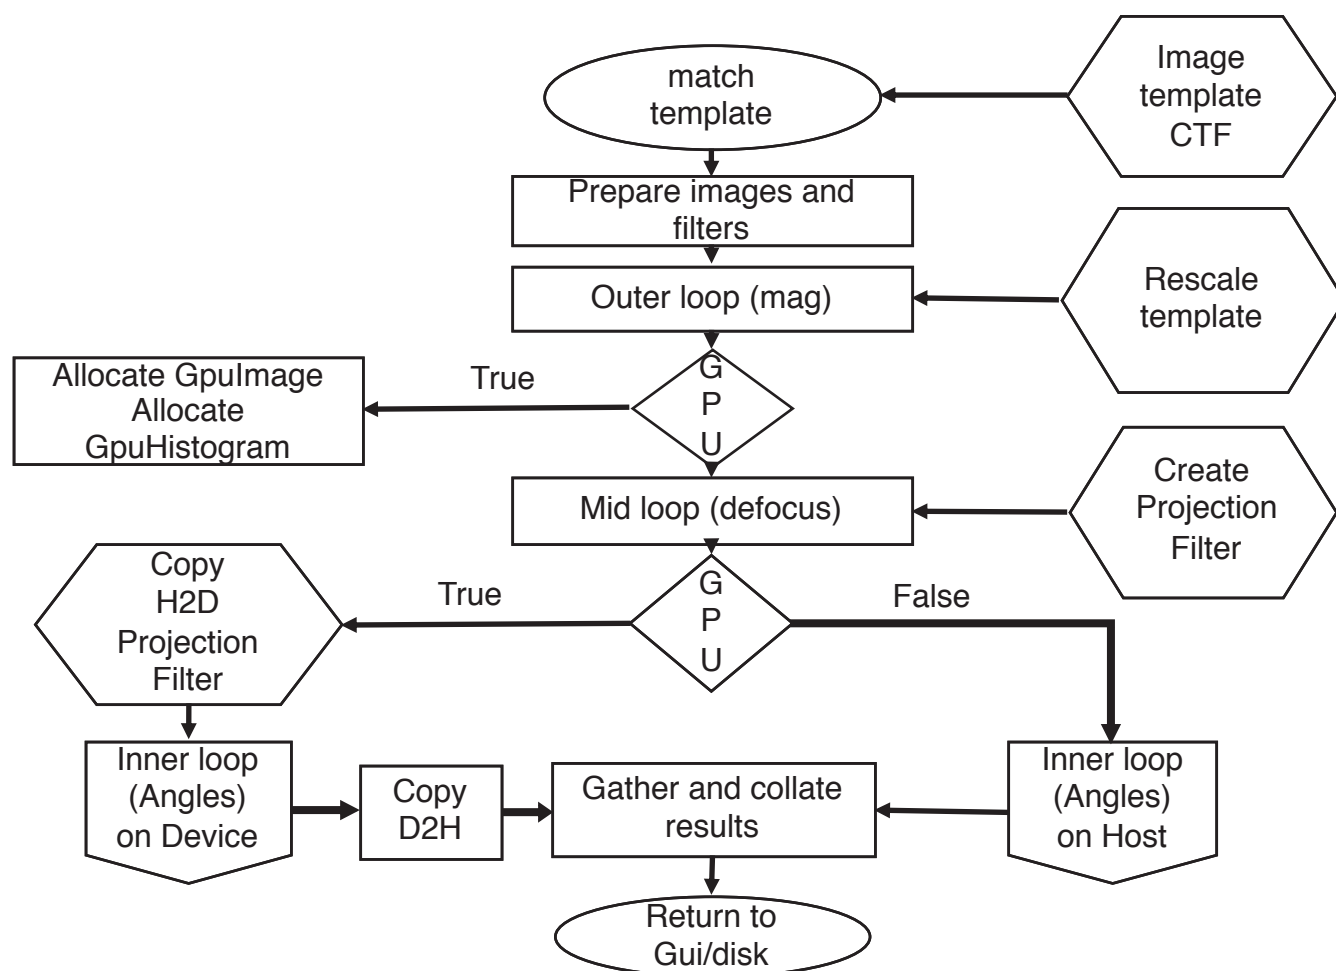 match
template
Image
template
CTF
Prepare images and
filters
Outer loop (mag)
Rescale
template
G
P
U
True
Allocate GpuImage
Allocate
GpuHistogram
Mid loop (defocus)
Create
Projection
Filter
G
P
U
True
False
Copy
H2D
Projection
Filter
Inner loop
(Angles)
on Device
Copy
D2H
Gather and collate
results
Inner loop
(Angles)
on Host
Return to
Gui/disk